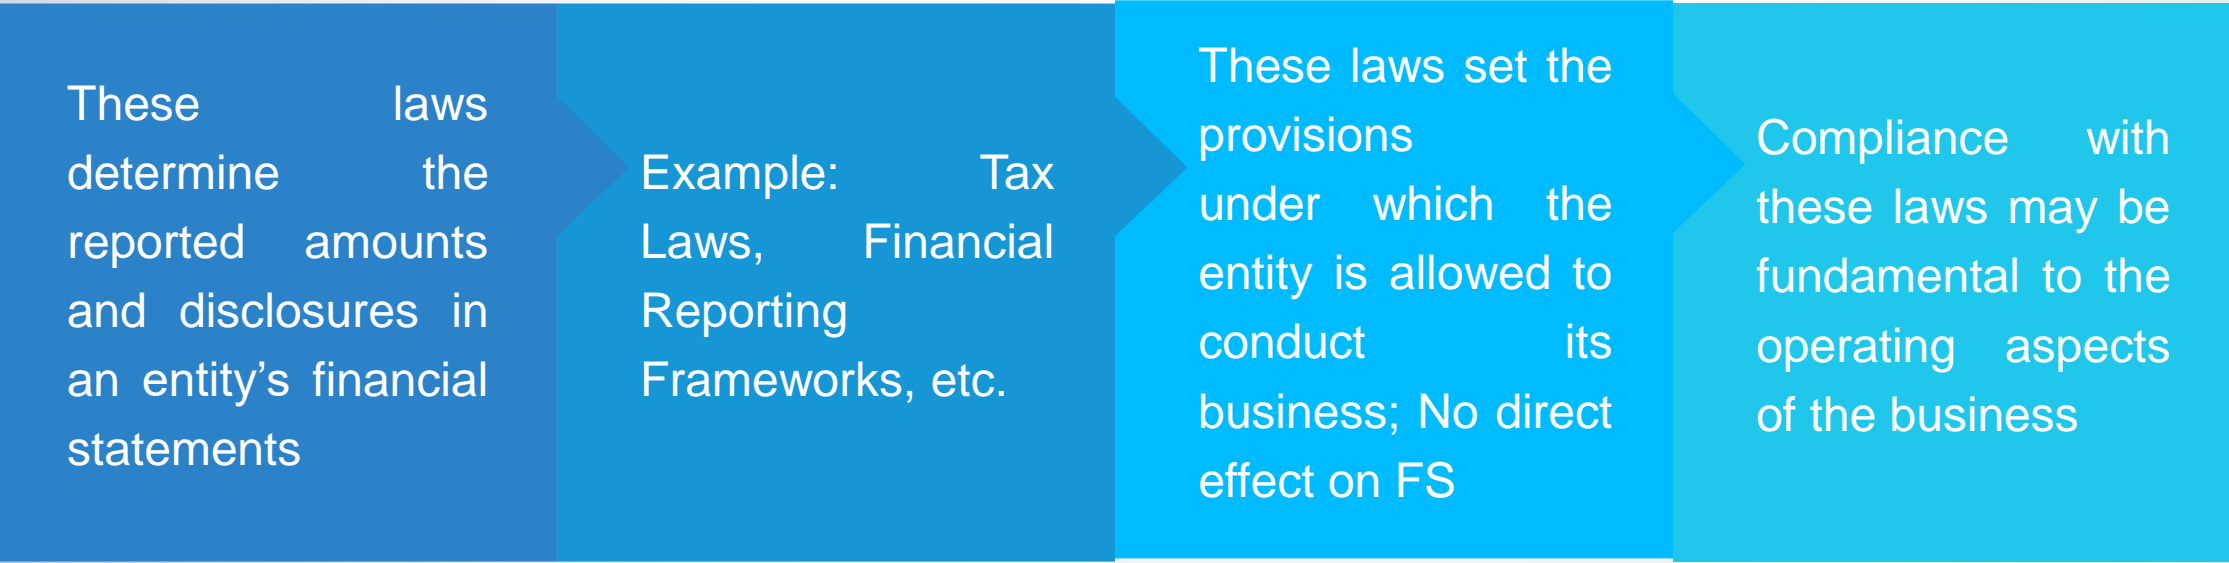 These laws
determine the
reported amounts
and disclosures in
an entity’s financial
statements
Example: Tax
Laws, Financial
Reporting
Frameworks, etc.
These laws set the
provisions
under which the
entity is allowed to
conduct its
business; No direct
effect on FS
Compliance with
these laws may be
fundamental to the
operating aspects
of the business